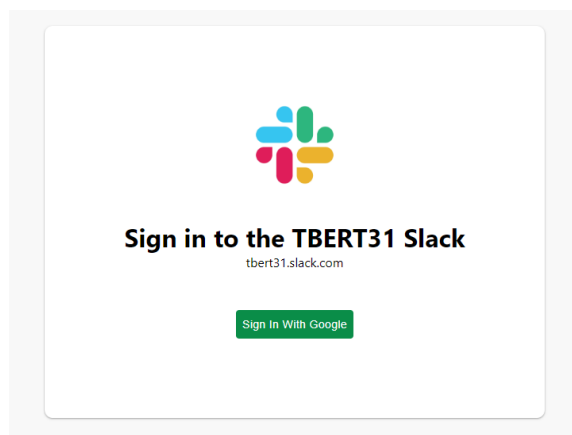 Sign in to the TBERT31 Slack
tbert31.slack.com
Sign In With Google